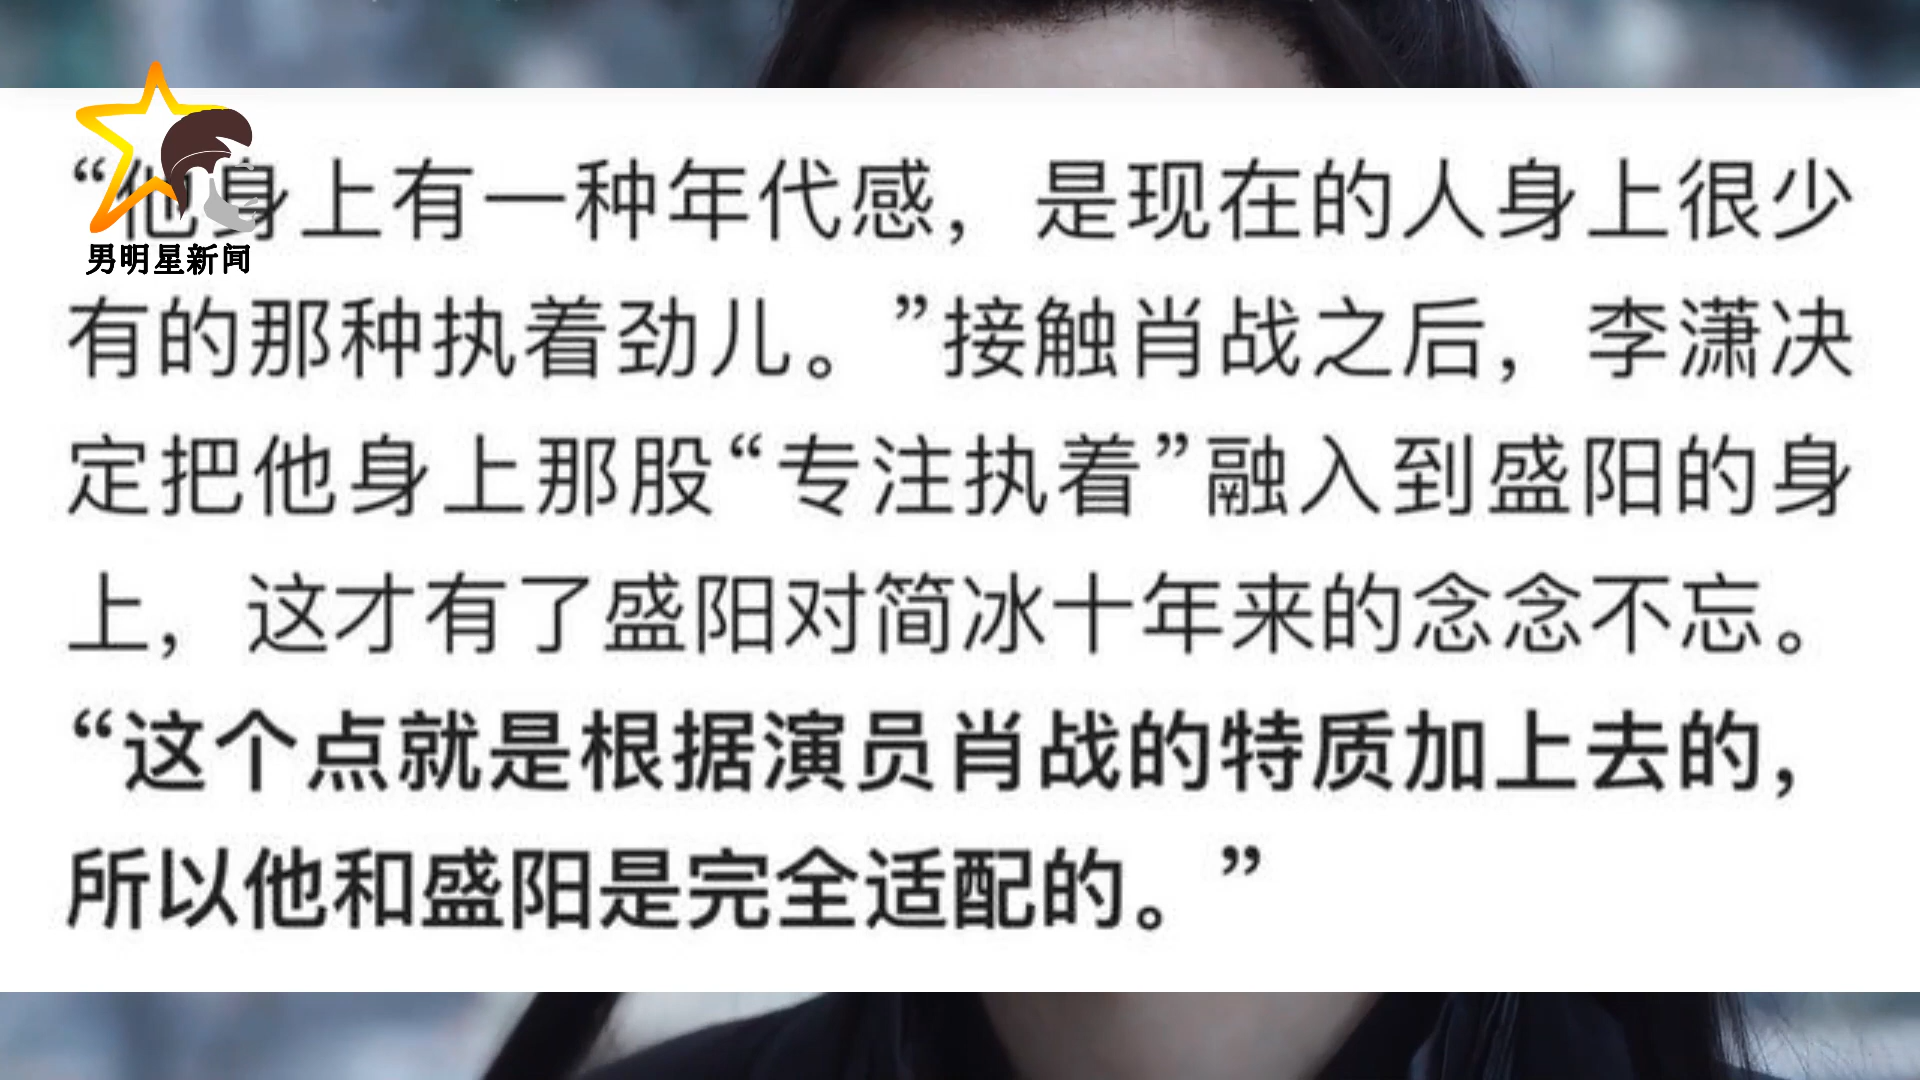 “他身上有一种年代感，是现在的人身上很少
男明星新闻
有的那种执着劲儿。”接触肖战之后，李潇决
定把他身上那股“专注执着”融入到盛阳的身
上，这才有了盛阳对简冰十年来的念念不忘。
“这个点就是根据演员肖战的特质加上去的，
所以他和盛阳是完全适配的。”